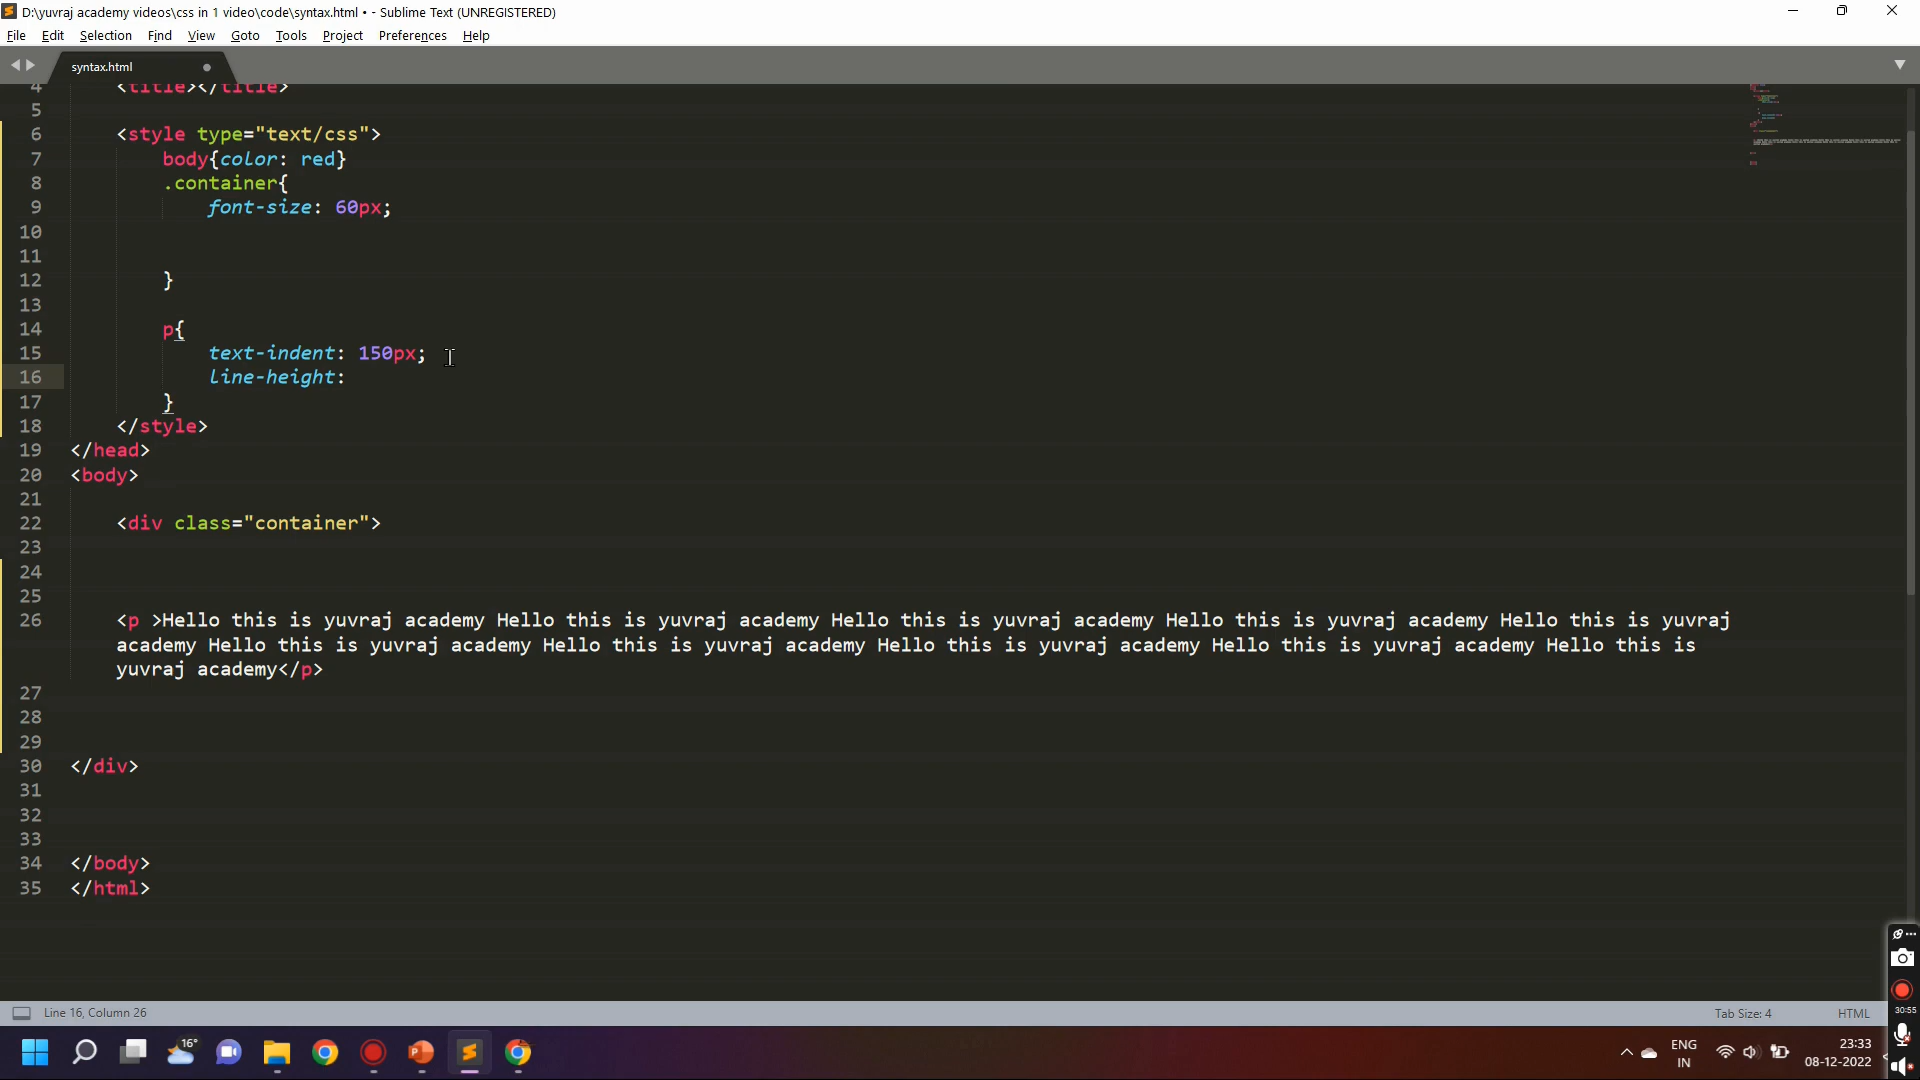 D:\yuvraj academy videos\css in 1 video\code\syntax.html • - Sublime Text (UNREGISTERED)
File Edit Selection Find View Goto Tools Project Preferences Help
syntax.html
4 <title></title>
5
6 <style type="text/css">
7 body{color: red}
8 .container{
9 font-size: 60px;
10
11
12 }
13
14 p{
15 text-indent: 150px;
16 line-height:
17 }
18 </style>
19 </head>
20 <body>
21
22 <div class="container">
23
24
25
26 <p >Hello this is yuvraj academy Hello this is yuvraj academy Hello this is yuvraj academy Hello this is yuvraj academy Hello this is yuvraj
academy Hello this is yuvraj academy Hello this is yuvraj academy Hello this is yuvraj academy Hello this is yuvraj academy Hello this is
yuvraj academy</p>
27
28
29
30 </div>
31
32
33
34 </body>
35 </html>
30:55
Line 16, Column 26 Tab Size: 4 HTML
16° ENG 23:33
IN 08-12-2022